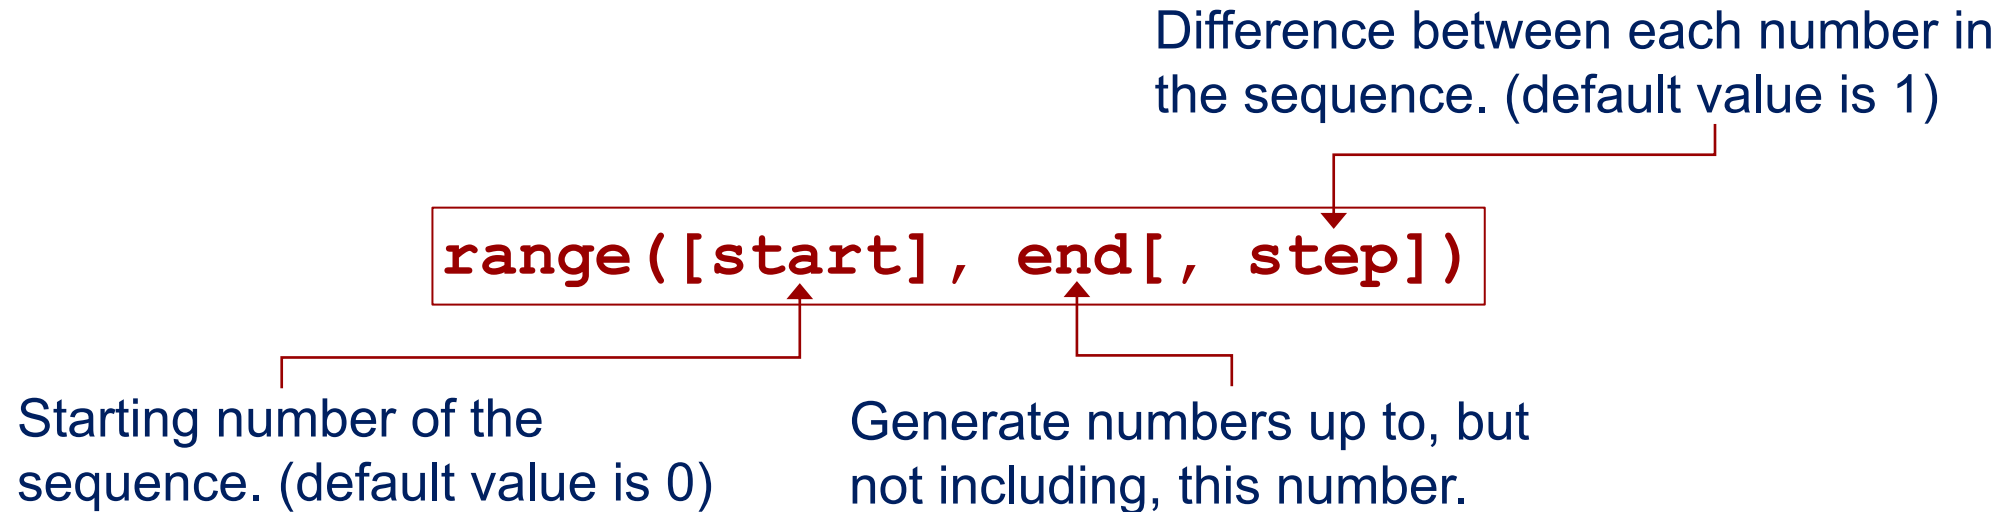 Difference between each number in
the sequence. (default value is 1)
range([start], end[, step])
Starting number of the
sequence. (default value is 0)
Generate numbers up to, but
not including, this number.